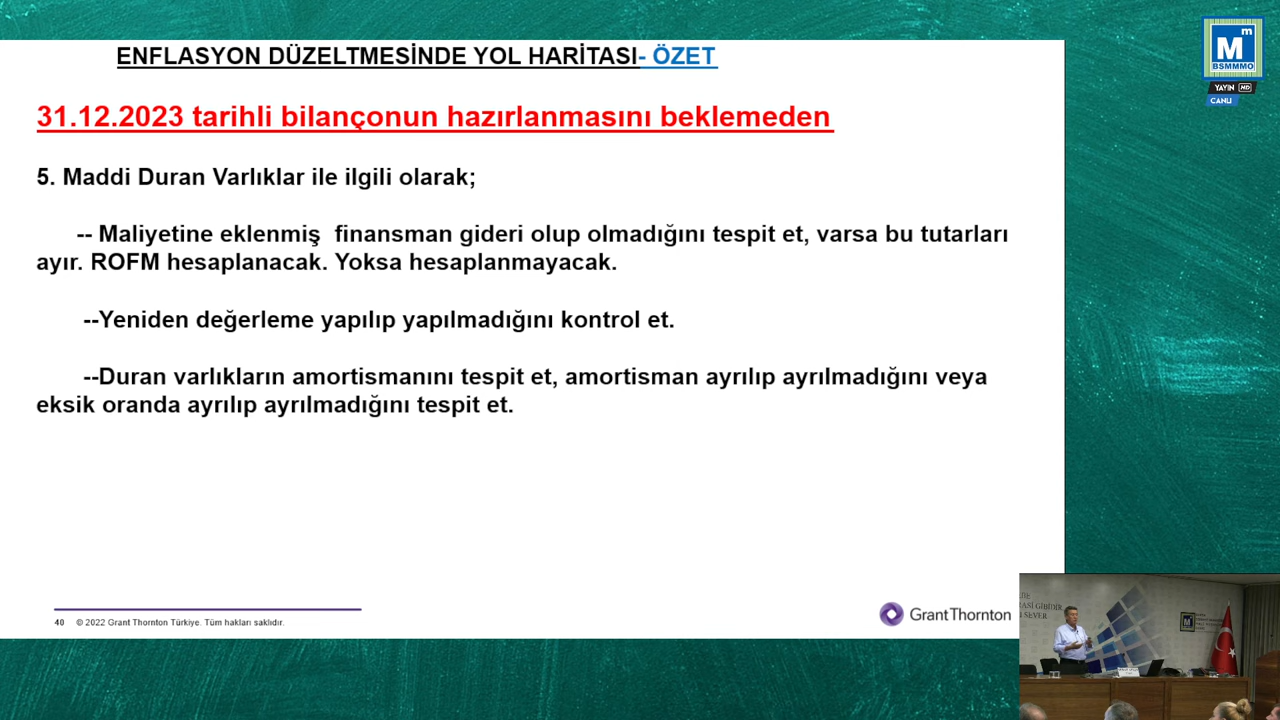 ENFLASYON DÜZELTMESİNDE YOL HARİTASI- ÖZET
31.12.2023 tarihli bilançonun hazırlanmasını beklemeden
5. Maddi Duran Varlıklar ile ilgili olarak;
-- Maliyetine eklenmiş  finansman gideri olup olmadığını tespit et, varsa bu tutarları
ayır. ROFM hesaplanacak. Yoksa hesaplanmayacak.
--Yeniden değerleme yapılıp yapılmadığını kontrol et.
--Duran varlıkların amortismanını tespit et, amortisman ayrılıp ayrılmadığını veya
eksik oranda ayrılıp ayrılmadığını tespit et.
40 © 2022 Grant Thornton Türkiye. Tüm hakları saklıdır.
GrantThornton
Mm
BSMMMO
YAYIN HD
CANLI
SEVER